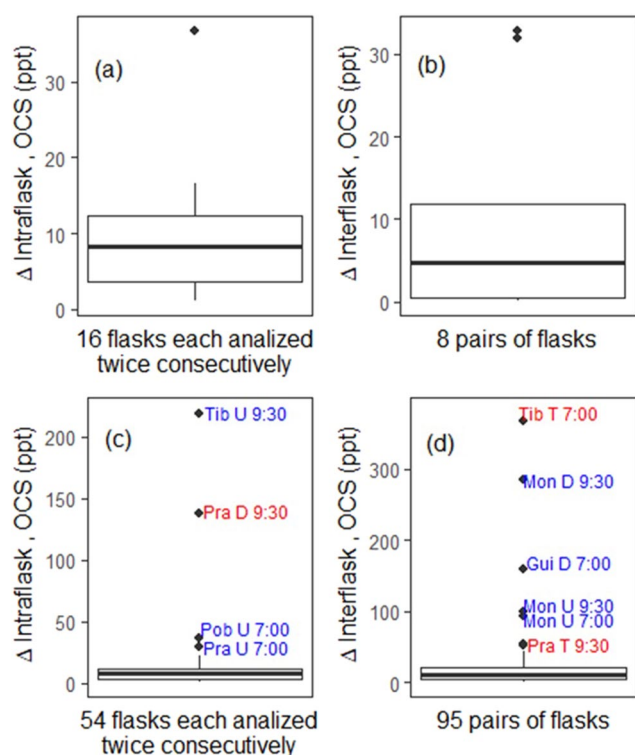 (a)
Δ Intraflask , OCS (ppt)
30
20
10
0
16 flasks each analized
twice consecutively
(b)
Δ Interflask , OCS (ppt)
30
10
0
8 pairs of flasks
(c)
Δ Intraflask , OCS (ppt)
200
150
100
50
0
Tib U 9:30
Pra D 9:30
Pob U 7:00
Pra U 7:00
54 flasks each analized
twice consecutively
(d)
Δ Interflask , OCS (ppt)
300
200
100
0
Tib T 7:00
Mon D 9:30
Gui D 7:00
Mon U 9:30
Mon U 7:00
Pra T 9:30
95 pairs of flasks